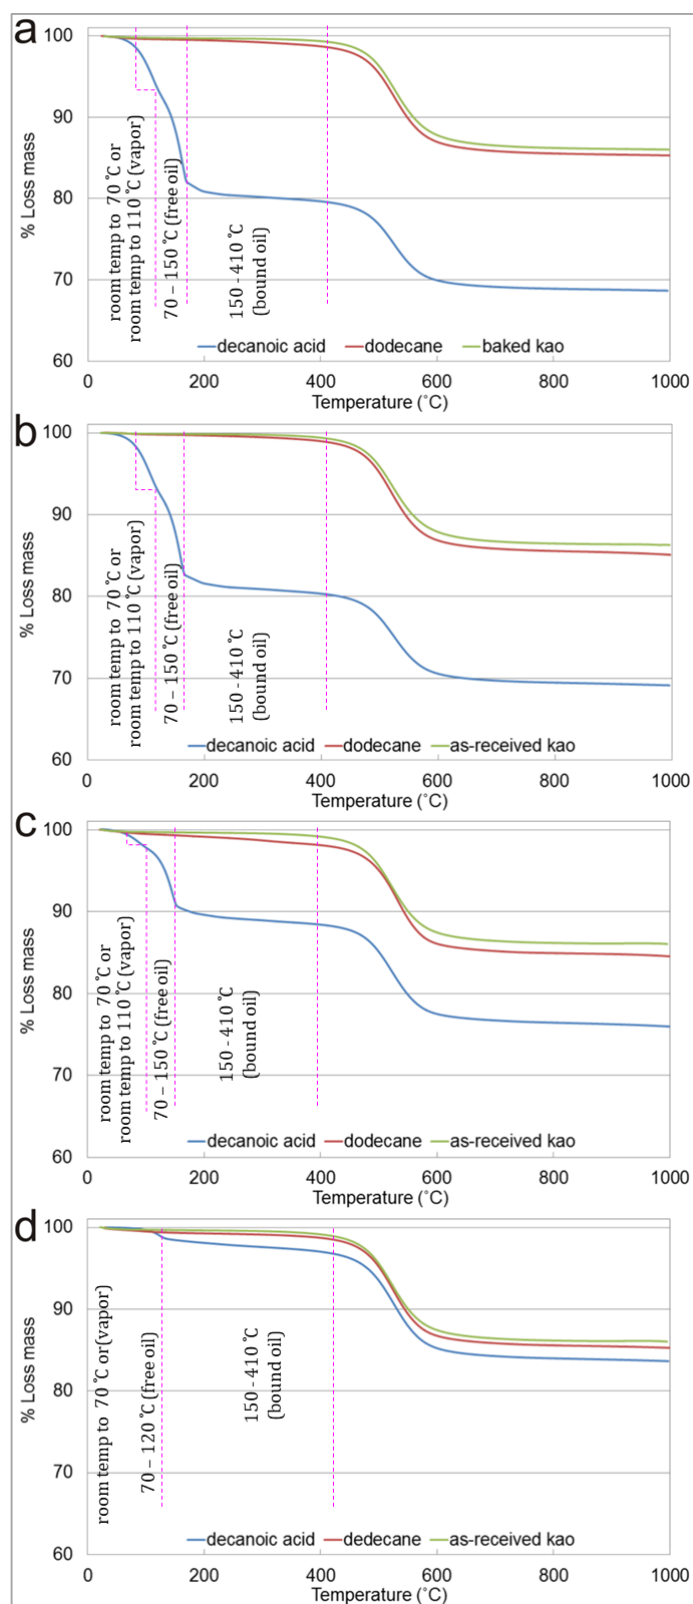 a
100
90
80
70
60
% Loss mass
room temp to 70 °C or
room temp to 110 °C (vapor)
70 – 150 °C (free oil)
150 - 410 °C
(bound oil)
decanoic acid dodecane baked kao
0 200 400 600 800 1000
Temperature (°C)
b
100
90
80
70
60
% Loss mass
room temp to 70 °C or
room temp to 110 °C (vapor)
70 – 150 °C (free oil)
150 - 410 °C
(bound oil)
decanoic acid dodecane as-received kao
0 200 400 600 800 1000
Temperature (°C)
c
100
90
80
70
60
% Loss mass
room temp to 70 °C or
room temp to 110 °C (vapor)
70 – 150 °C (free oil)
150 - 410 °C
(bound oil)
decanoic acid dodecane as-received kao
0 200 400 600 800 1000
Temperature (°C)
d
100
90
80
70
60
% Loss mass
room temp to 70 °C or(vapor)
70 – 120 °C (free oil)
150 - 410 °C
(bound oil)
decanoic acid dedecane as-received kao
0 200 400 600 800 1000
Temperature (°C)